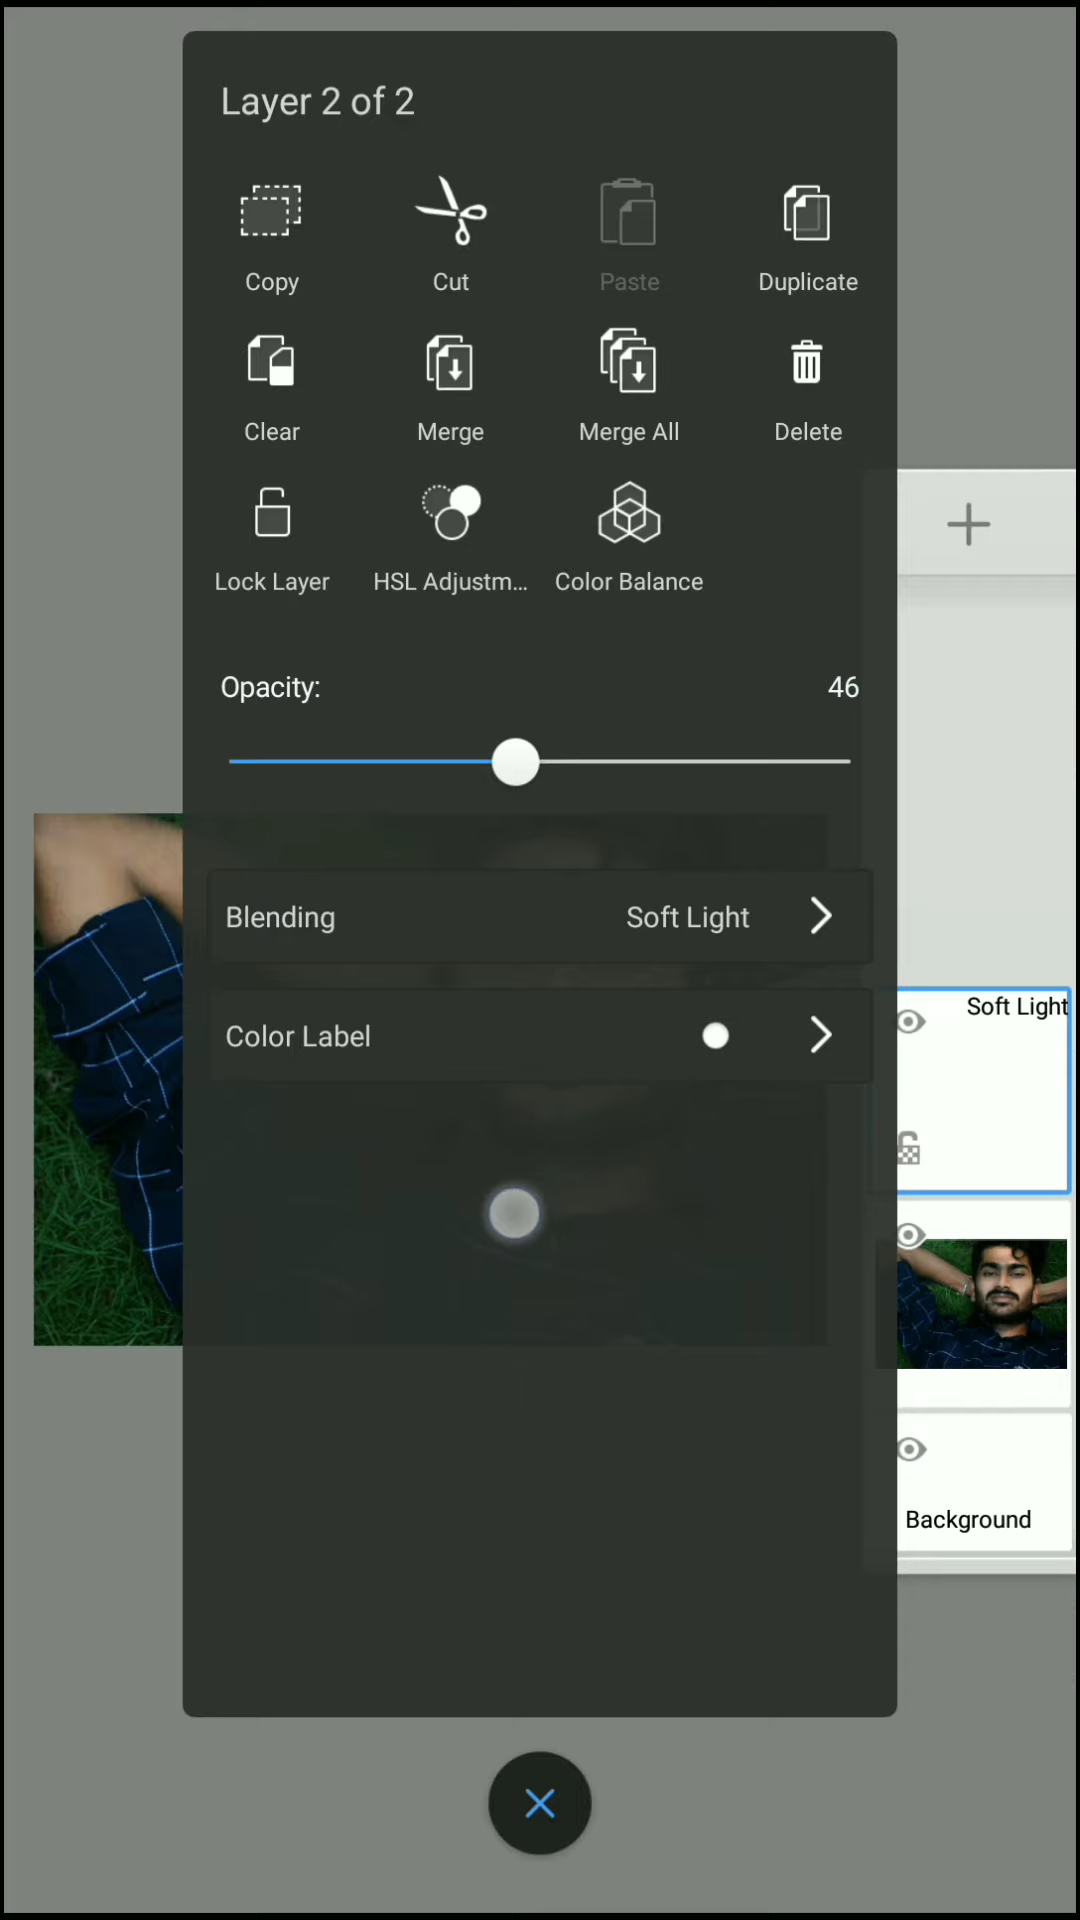 Layer 2 of 2
Copy Cut Paste Duplicate
Clear Merge Merge All Delete
Lock Layer HSL Adjustm... Color Balance
Opacity: 46
Blending Soft Light
Soft Light
Color Label
Background